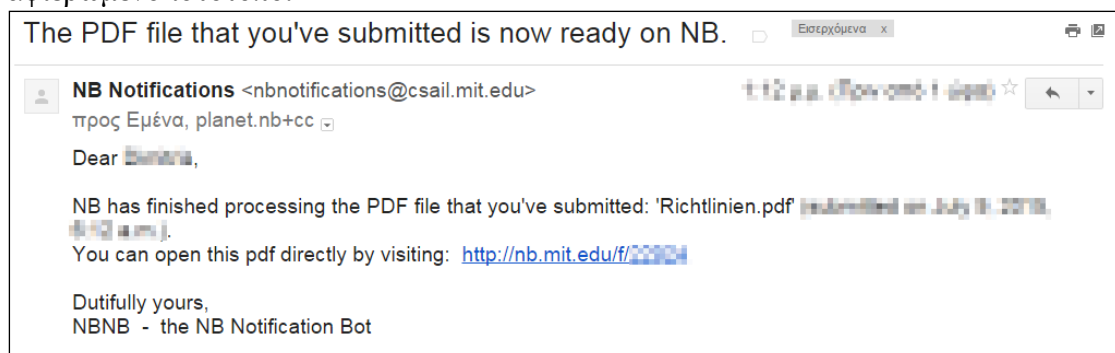 The PDF file that you've submitted is now ready on NB. Εισερχόμενα x
NB Notifications <nbnotifications@csail.mit.edu>
προς Εμένα, planet.nb+cc
Dear
NB has finished processing the PDF file that you've submitted: 'Richtlinien.pdf'
You can open this pdf directly by visiting: http://nb.mit.edu/f/
Dutifully yours,
NBNB - the NB Notification Bot